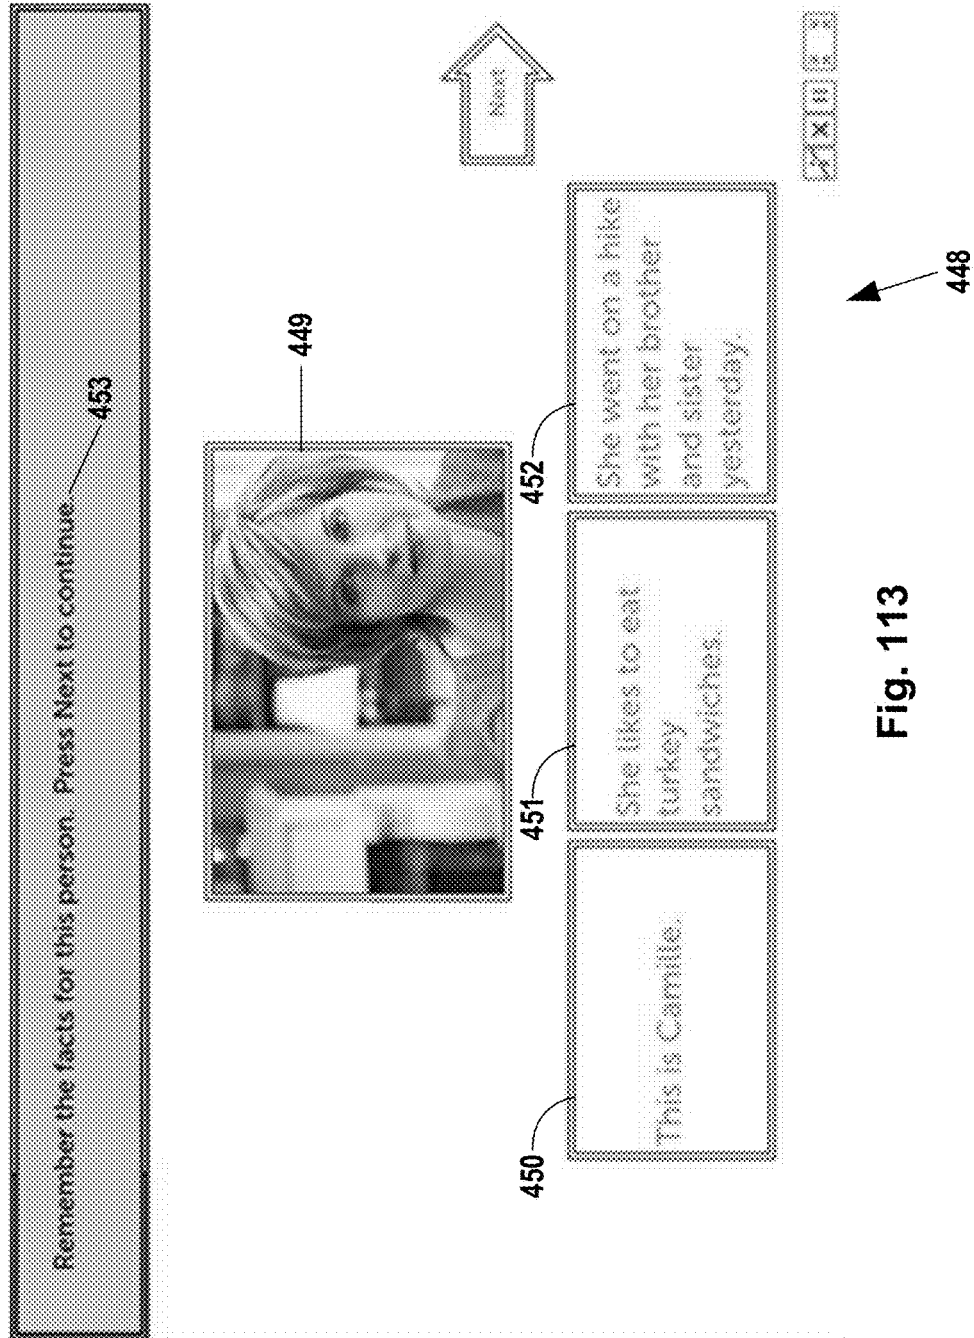 Remember the facts for this person. Press Next to continue.
453
449
Next
450
451
452
This is Camille.
She likes to eat
turkey
sandwiches.
She went on a hike
with her brother
and sister
yesterday.
448
Fig. 113